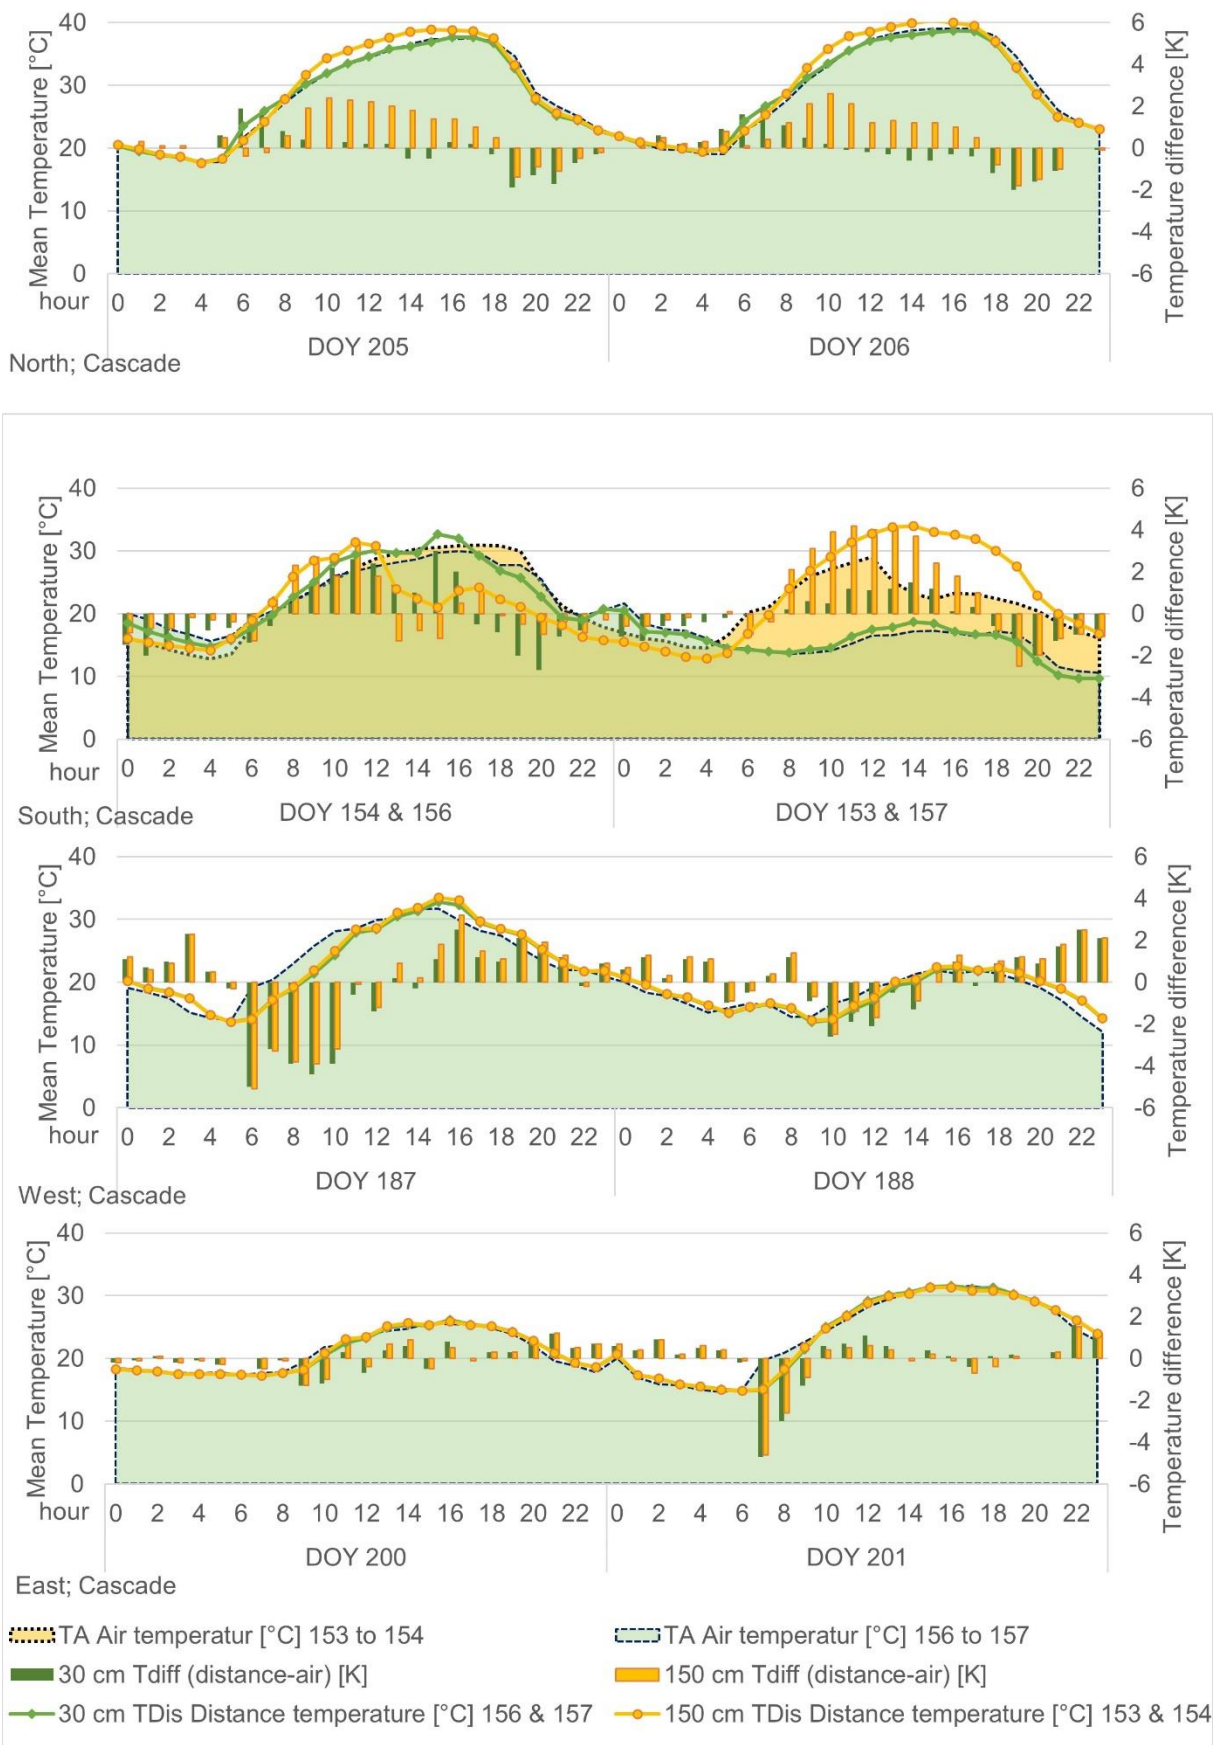 40
30
20
10
0
Mean Temperature [°C]
6
4
2
0
-2
-4
-6
Temperature difference [K]
hour
0 2 4 6 8 10 12 14 16 18 20 22 0 2 4 6 8 10 12 14 16 18 20 22
DOY 205 DOY 206
North; Cascade
40
30
20
10
0
Mean Temperature [°C]
6
4
2
0
-2
-4
-6
Temperature difference [K]
hour
0 2 4 6 8 10 12 14 16 18 20 22 0 2 4 6 8 10 12 14 16 18 20 22
DOY 154 & 156 DOY 153 & 157
South; Cascade
40
30
20
10
0
Mean Temperature [°C]
6
4
2
0
-2
-4
-6
Temperature difference [K]
hour
0 2 4 6 8 10 12 14 16 18 20 22 0 2 4 6 8 10 12 14 16 18 20 22
DOY 187 DOY 188
West; Cascade
40
30
20
10
0
Mean Temperature [°C]
6
4
2
0
-2
-4
-6
Temperature difference [K]
hour
0 2 4 6 8 10 12 14 16 18 20 22 0 2 4 6 8 10 12 14 16 18 20 22
DOY 200 DOY 201
East; Cascade
TA Air temperatur [°C] 153 to 154 TA Air temperatur [°C] 156 to 157
30 cm Tdiff (distance-air) [K] 150 cm Tdiff (distance-air) [K]
30 cm TDis Distance temperature [°C] 156 & 157 150 cm TDis Distance temperature [°C] 153 & 154